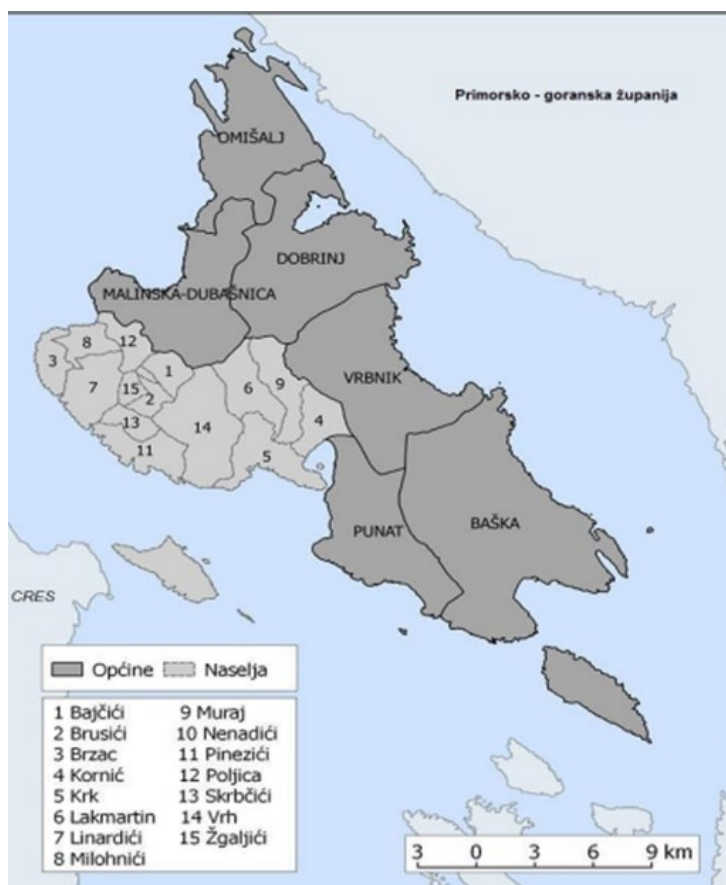 Primorsko - goranska županija
OMIŠALJ
DOBRINJ
MALINSKA-DUBAŠNICA
8
12
3
1
7
15
2
6
9
4
VRBNIK
13
14
11
5
PUNAT
BAŠKA
CRES
Općine
Naselja
1 Bajčići
2 Brusići
3 Brzac
4 Kornić
5 Krk
6 Lakmartin
7 Linardići
8 Milohnići
9 Muraj
10 Nenadići
11 Pinezići
12 Poljica
13 Skrbčići
14 Vrh
15 Žgaljići
3 0 3 6 9 km